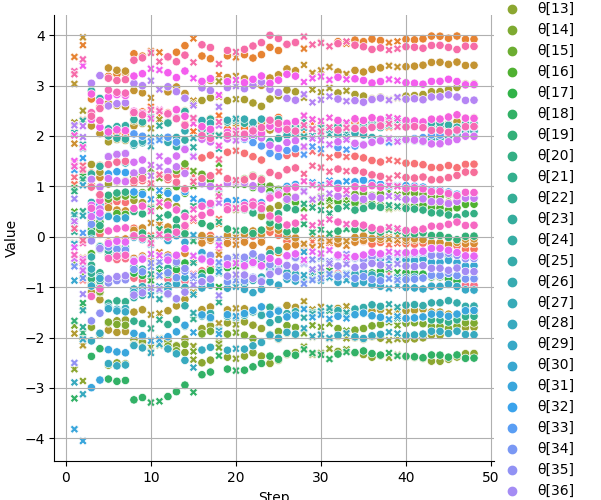 4
3
2
1
0
−1
−2
−3
−4
Value
0
10
20
30
40
50
Step
θ[13]
θ[14]
θ[15]
θ[16]
θ[17]
θ[18]
θ[19]
θ[20]
θ[21]
θ[22]
θ[23]
θ[24]
θ[25]
θ[26]
θ[27]
θ[28]
θ[29]
θ[30]
θ[31]
θ[32]
θ[33]
θ[34]
θ[35]
θ[36]